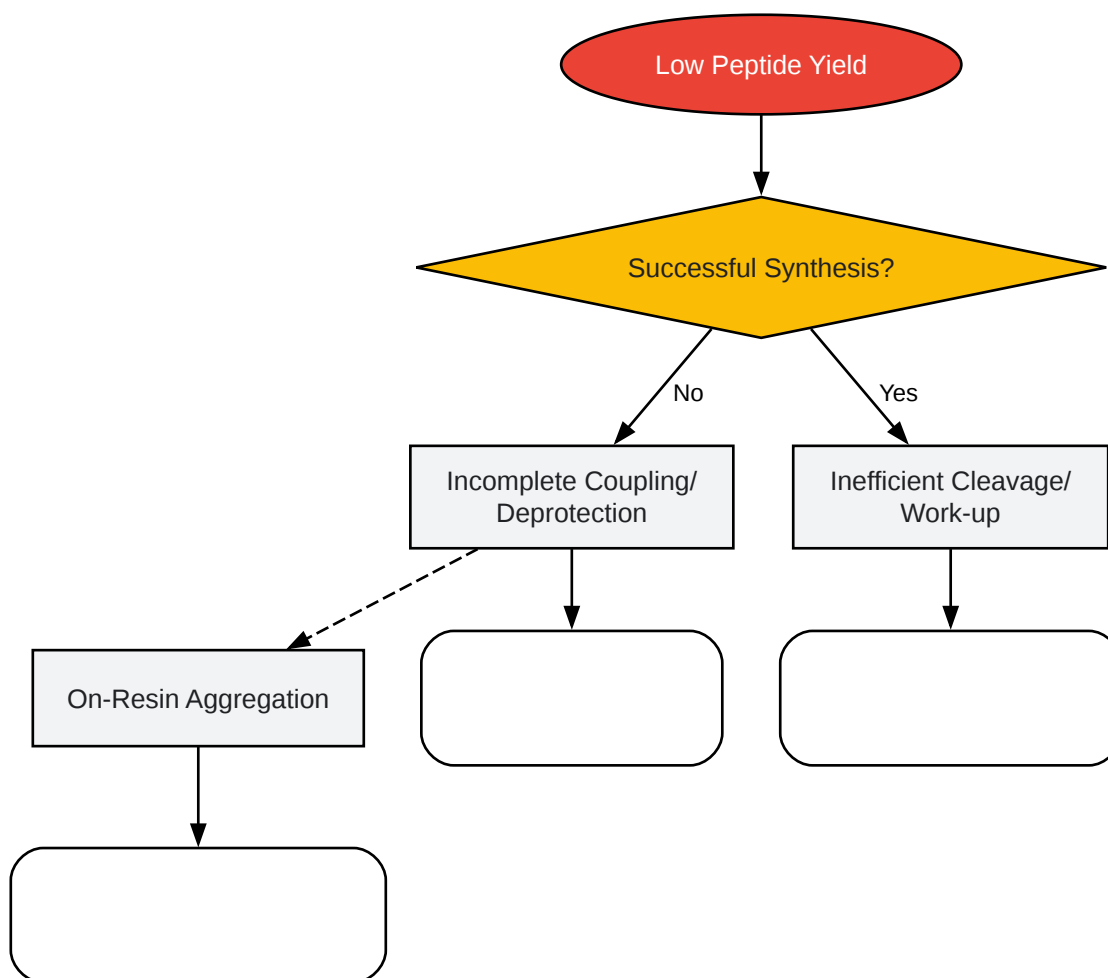 Low Peptide Yield
Successful Synthesis?
No
Yes
Incomplete Coupling/
Deprotection
Inefficient Cleavage/
Work-up
On-Resin Aggregation